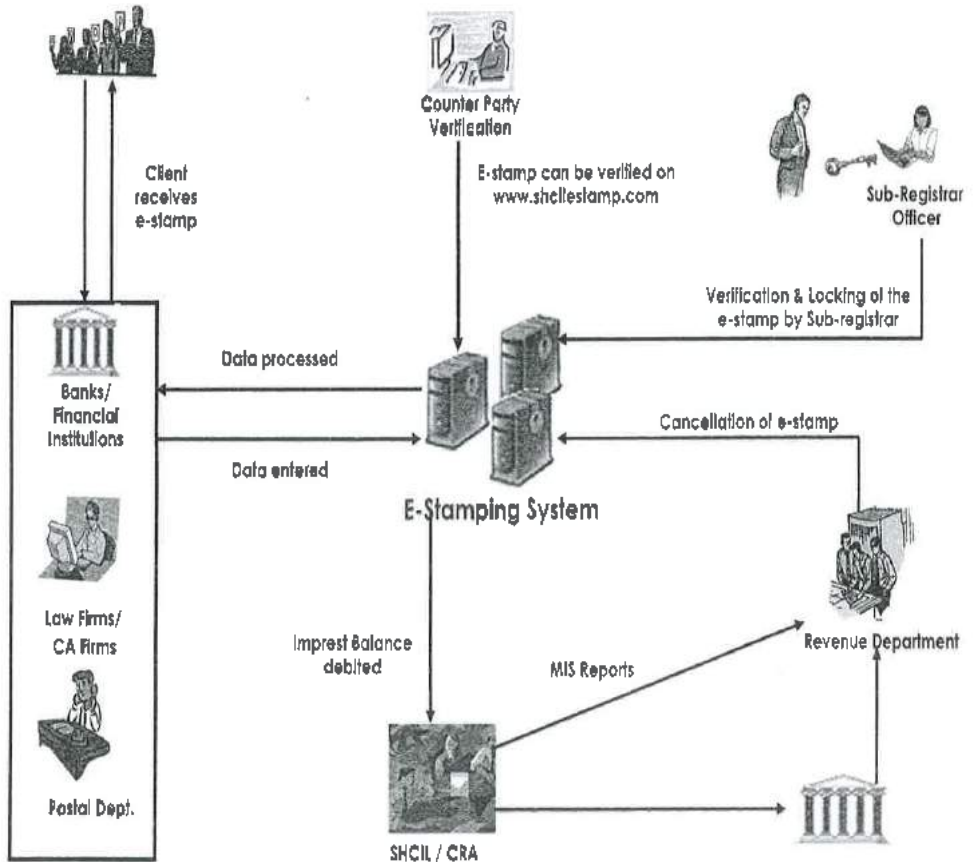 Counter Party
Verification
Client
receives
e-stamp
E-stamp can be verified on
www.shcilestamp.com
Sub-Registrar
Officer
Verification & Locking of the
e-stamp by Sub-registrar
Data processed
Banks/
Financial
Institutions
Cancellation of e-stamp
Data entered
E-Stamping System
Law Firms/
CA Firms
Imprest Balance
debited
MIS Reports
Revenue Department
Postal Dept.
SHCIL / CRA